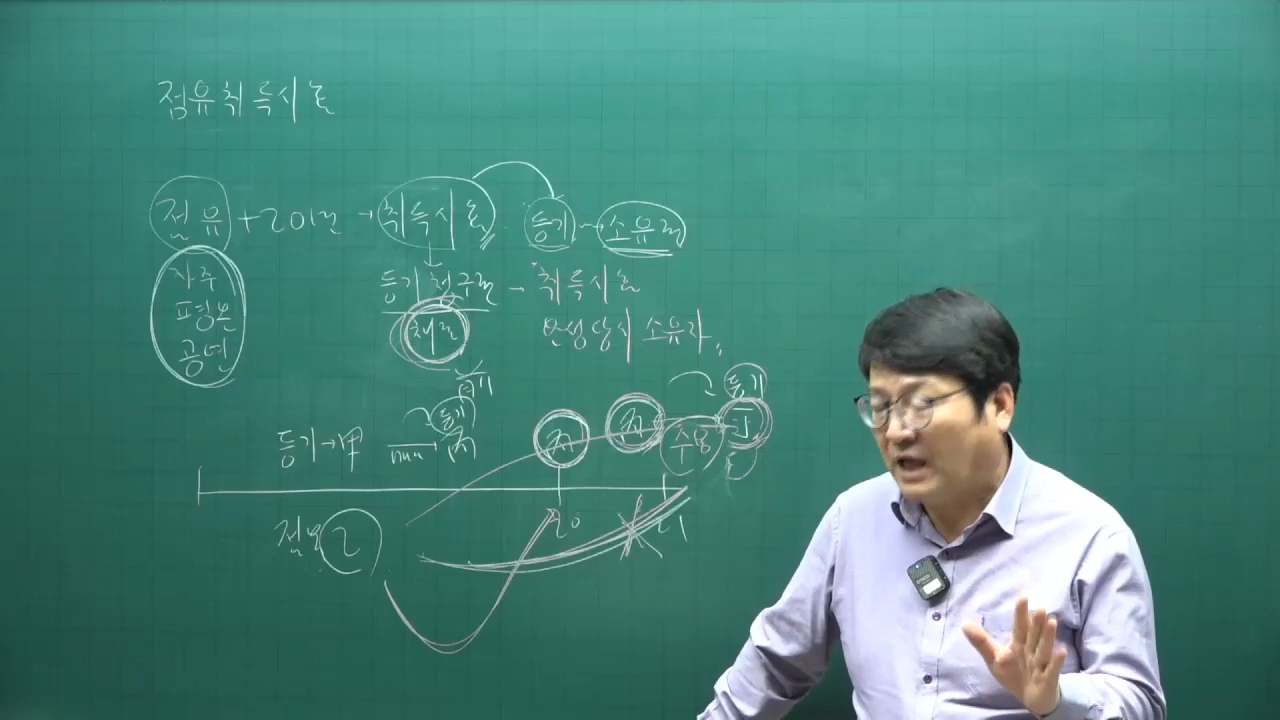 점유취득시효
점유 + 20년 → 취득시효 등기 → 소유권
자주
평온
공연
등기청구권 - 취득시효
채권 완성당시 소유자
등기
등기 → 甲 → 丙
丙 丙 수용 丁
점유 乙 20 21